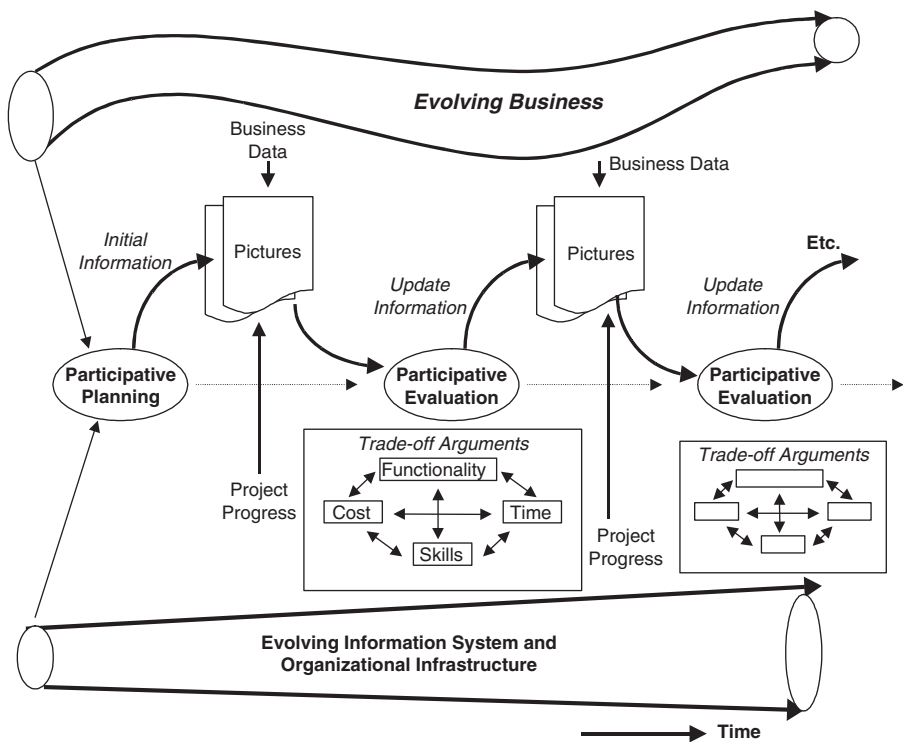 Evolving Business
Business
Data
Business Data
Initial
Information
Pictures
Update
Information
Pictures
Etc.
Update
Information
Participative
Planning
Participative
Evaluation
Participative
Evaluation
Project
Progress
Trade-off Arguments
Functionality
Cost
Time
Skills
Project
Progress
Trade-off Arguments
Evolving Information System and
Organizational Infrastructure
Time